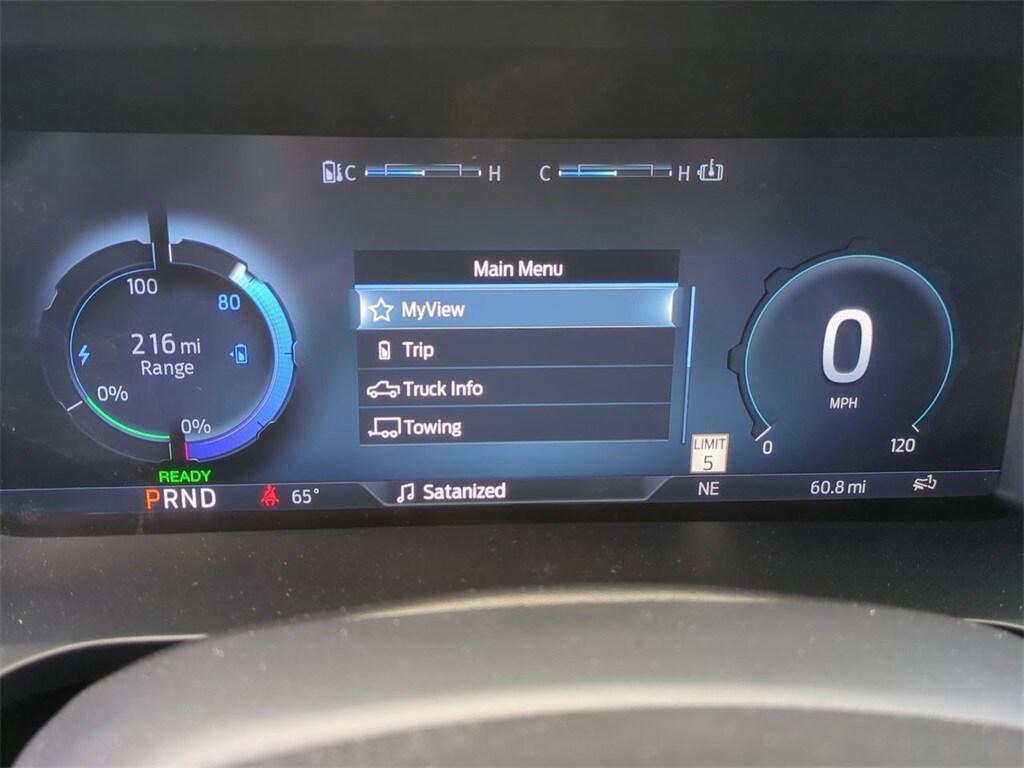 C H C H
Main Menu
MyView
Trip
Truck Info
Towing
100
80
216 mi
Range
0%
0%
0
MPH
0
120
LIMIT
5
READY
PRND
65°
Satanized
NE
60.8 mi